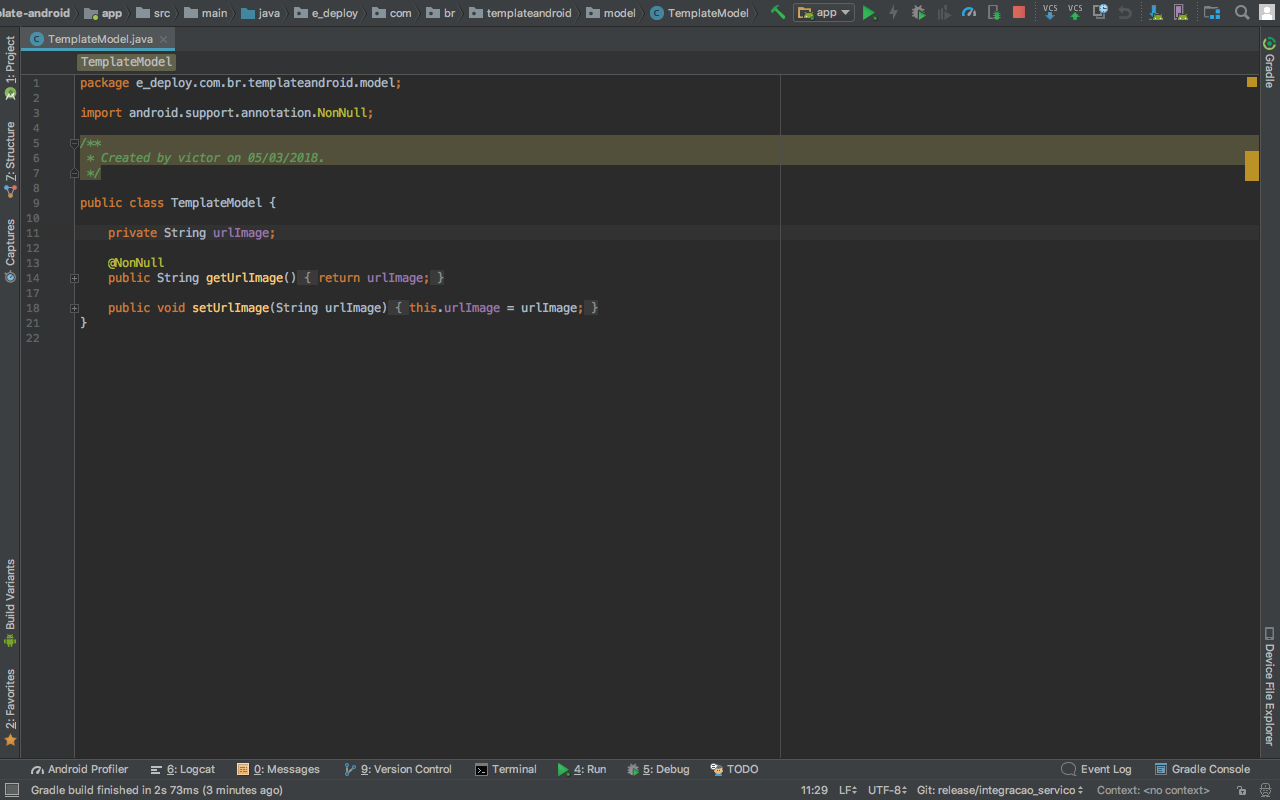 plate-android app src main java e_deploy com br templateandroid model TemplateModel app VCS VCS
TemplateModel.java
TemplateModel
1 package e_deploy.com.br.templateandroid.model;
2
3 import android.support.annotation.NonNull;
4
5 /**
6 * Created by victor on 05/03/2018.
7 */
8
9 public class TemplateModel {
10
11 private String urlImage;
12
13 @NonNull
14 public String getUrlImage() { return urlImage; }
17
18 public void setUrlImage(String urlImage) { this.urlImage = urlImage; }
21 }
22
1: Project
7: Structure
Captures
Build Variants
2: Favorites
Gradle
Device File Explorer
Android Profiler 6: Logcat 0: Messages 9: Version Control Terminal 4: Run 5: Debug TODO Event Log Gradle Console
Gradle build finished in 2s 73ms (3 minutes ago) 11:29 LF UTF-8 Git: release/integracao_servico Context: <no context>